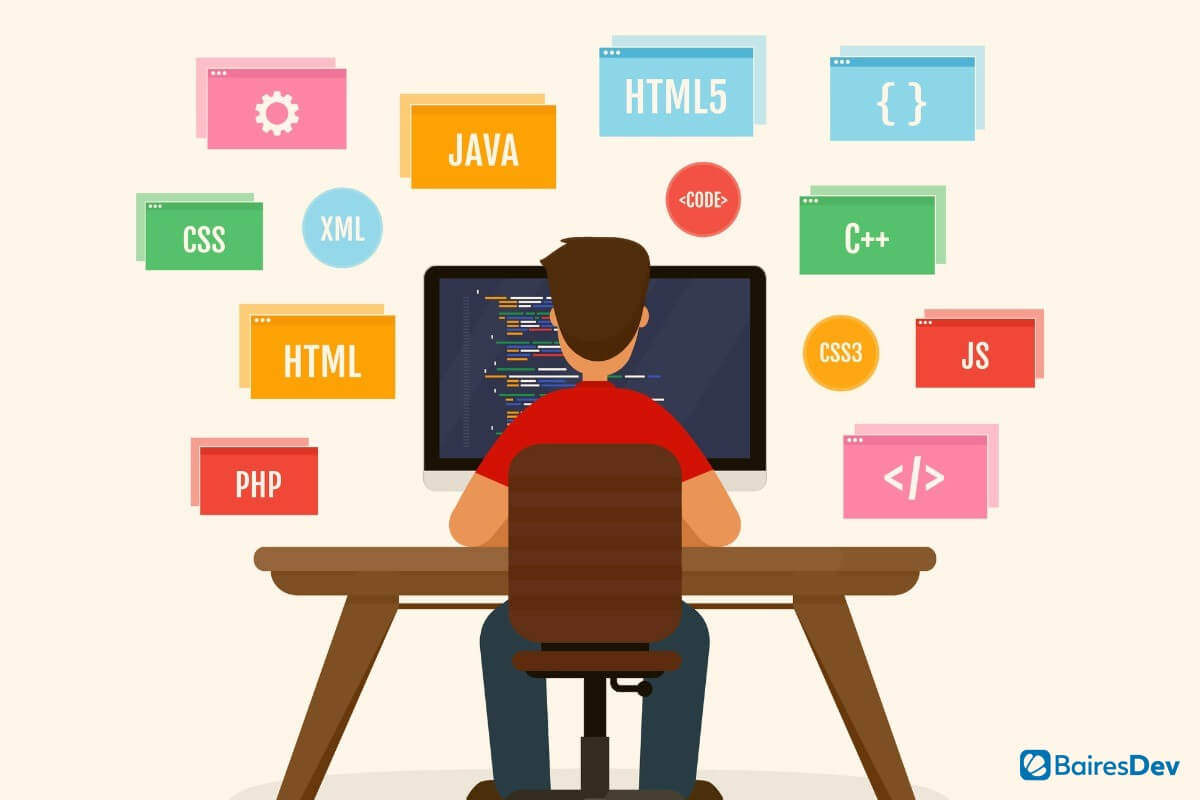 HTML5
{ }
JAVA
<CODE>
CSS
XML
C++
HTML
CSS3
JS
PHP
</>
BairesDev